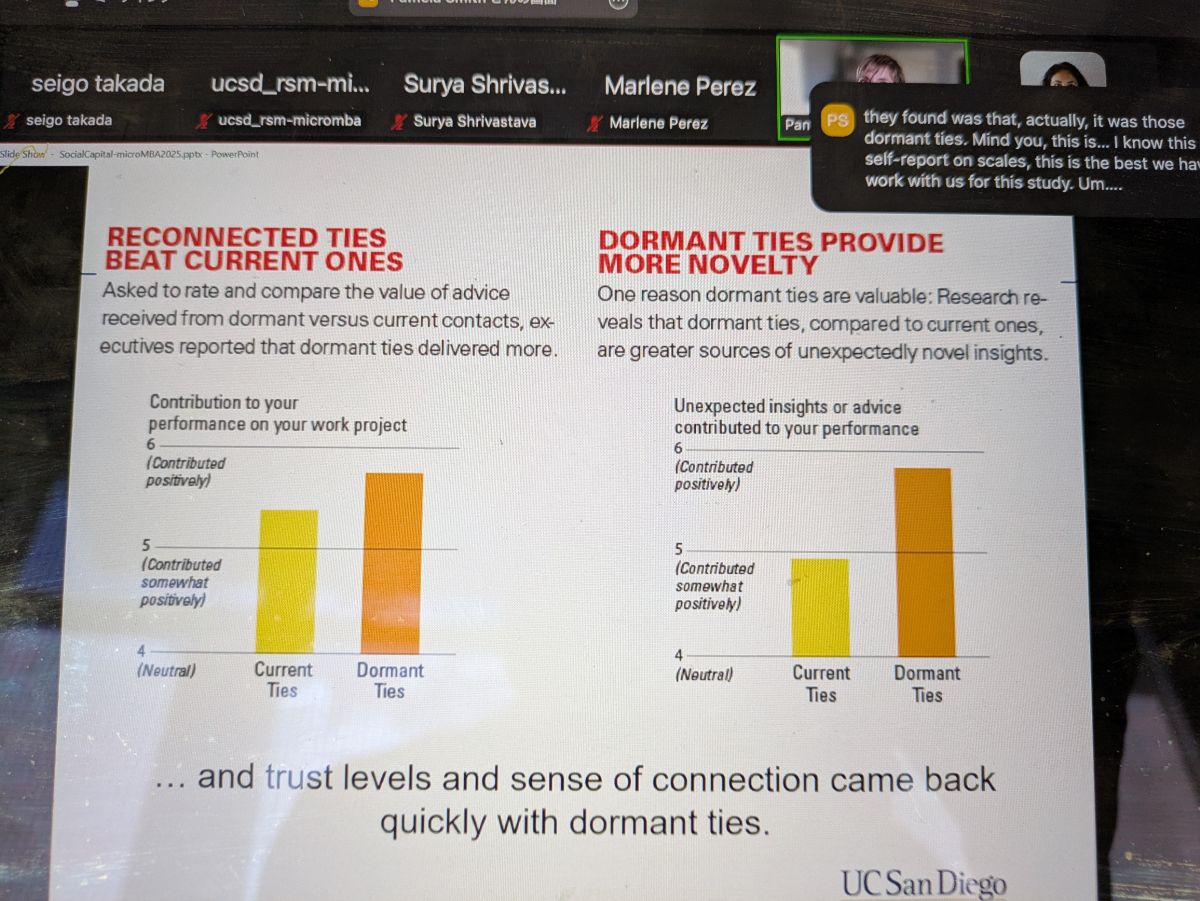 seigo takada
ucsd_rsm-mi...
Surya Shrivas...
Marlene Perez
seigo takada
ucsd_rsm-micromba
Surya Shrivastava
Marlene Perez
Pam
PS
they found was that, actually, it was those
dormant ties. Mind you, this is... I know this
self-report on scales, this is the best we hav
work with us for this study. Um....
Slide Show - SocialCapital-microMBA2025.pptx - PowerPoint
RECONNECTED TIES
BEAT CURRENT ONES
Asked to rate and compare the value of advice
received from dormant versus current contacts, ex-
ecutives reported that dormant ties delivered more.
Contribution to your
performance on your work project
6
(Contributed
positively)
5
(Contributed
somewhat
positively)
4
(Neutral)
Current
Ties
Dormant
Ties
DORMANT TIES PROVIDE
MORE NOVELTY
One reason dormant ties are valuable: Research re-
veals that dormant ties, compared to current ones,
are greater sources of unexpectedly novel insights.
Unexpected insights or advice
contributed to your performance
6
(Contributed
positively)
5
(Contributed
somewhat
positively)
4
(Neutral)
Current
Ties
Dormant
Ties
... and trust levels and sense of connection came back
quickly with dormant ties.
UC San Diego